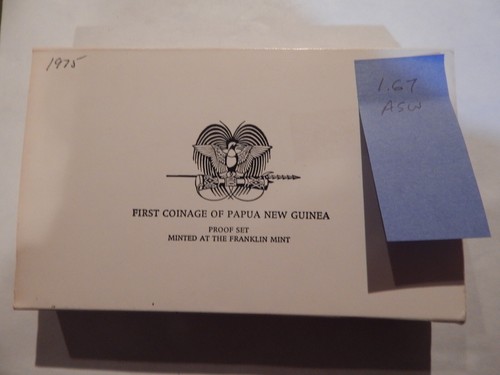 1975
1.67
ASW
FIRST COINAGE OF PAPUA NEW GUINEA
PROOF SET
MINTED AT THE FRANKLIN MINT